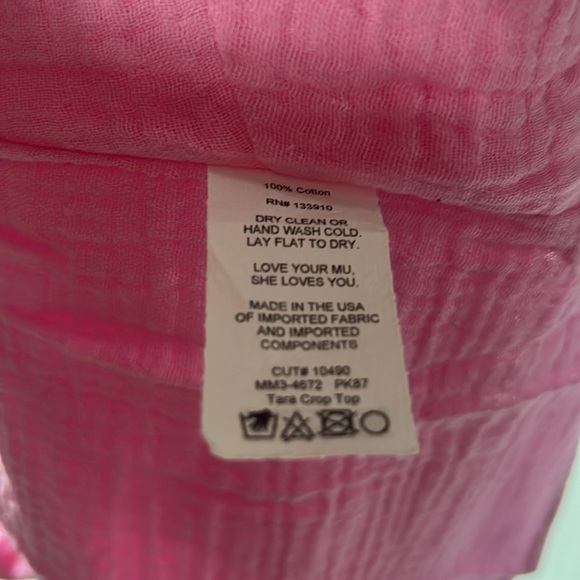 100% Cotton
RN# 133910
DRY CLEAN OR
HAND WASH COLD.
LAY FLAT TO DRY.
LOVE YOUR MU,
SHE LOVES YOU.
MADE IN THE USA
OF IMPORTED FABRIC
AND IMPORTED
COMPONENTS
CUT# 10490
MM3-4672 PK87
Tara Crop Top